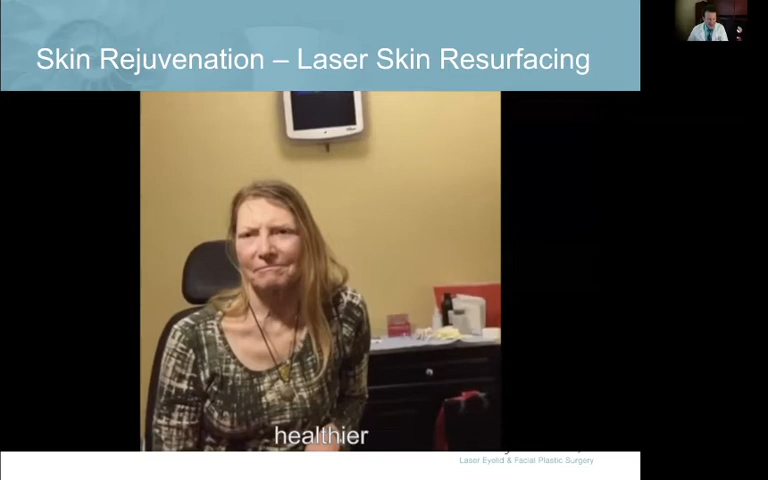 Skin Rejuvenation – Laser Skin Resurfacing
healthier
Laser Eyelid & Facial Plastic Surgery